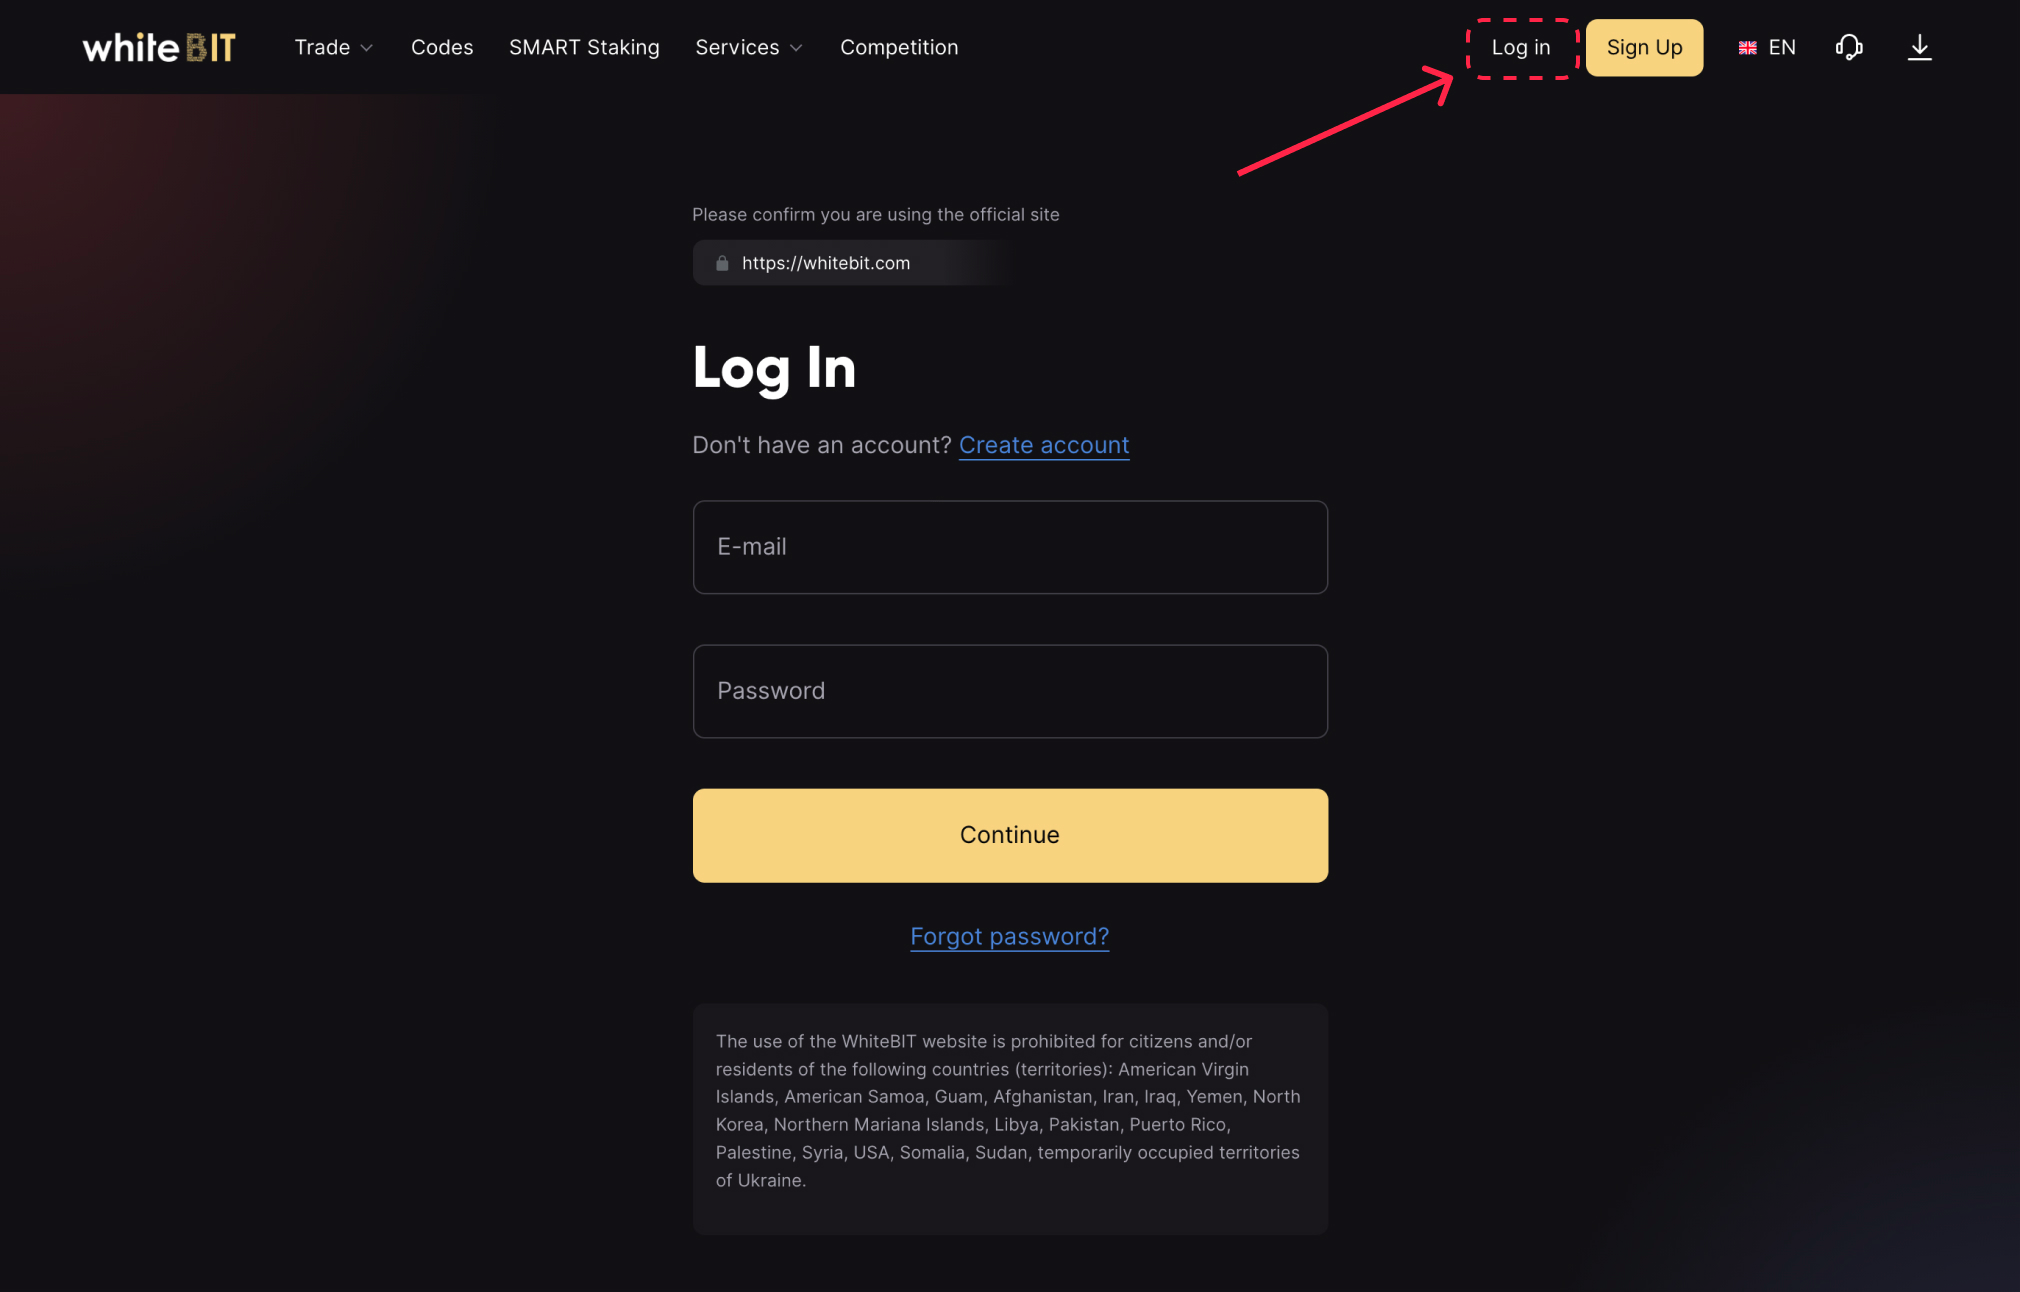 whiteBIT
Trade
Codes
SMART Staking
Services
Competition
Log in
Sign Up
EN
Please confirm you are using the official site
https://whitebit.com
Log In
Don't have an account? Create account
E-mail
Password
Continue
Forgot password?
The use of the WhiteBIT website is prohibited for citizens and/or
residents of the following countries (territories): American Virgin
Islands, American Samoa, Guam, Afghanistan, Iran, Iraq, Yemen, North
Korea, Northern Mariana Islands, Libya, Pakistan, Puerto Rico,
Palestine, Syria, USA, Somalia, Sudan, temporarily occupied territories
of Ukraine.